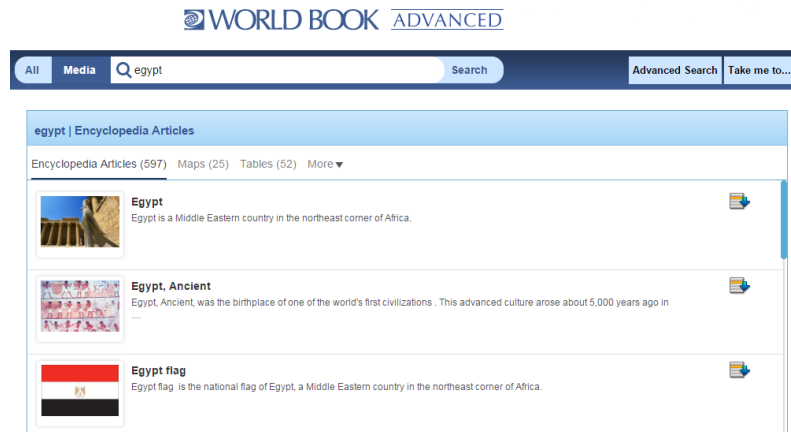 WORLD BOOK ADVANCED
All Media egypt Search Advanced Search Take me to...
egypt | Encyclopedia Articles
Encyclopedia Articles (597) Maps (25) Tables (52) More
Egypt
Egypt is a Middle Eastern country in the northeast corner of Africa.
Egypt, Ancient
Egypt, Ancient, was the birthplace of one of the world's first civilizations . This advanced culture arose about 5,000 years ago in
....
Egypt flag
Egypt flag is the national flag of Egypt, a Middle Eastern country in the northeast corner of Africa.